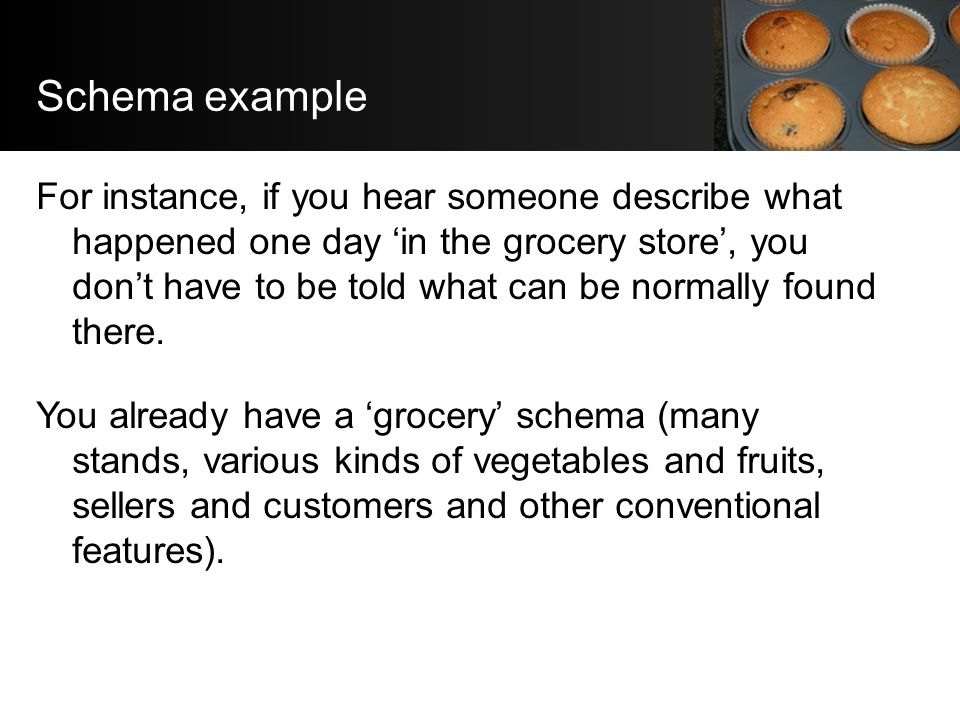 Schema example
For instance, if you hear someone describe what
happened one day ‘in the grocery store’, you
don’t have to be told what can be normally found
there.
You already have a ‘grocery’ schema (many
stands, various kinds of vegetables and fruits,
sellers and customers and other conventional
features).